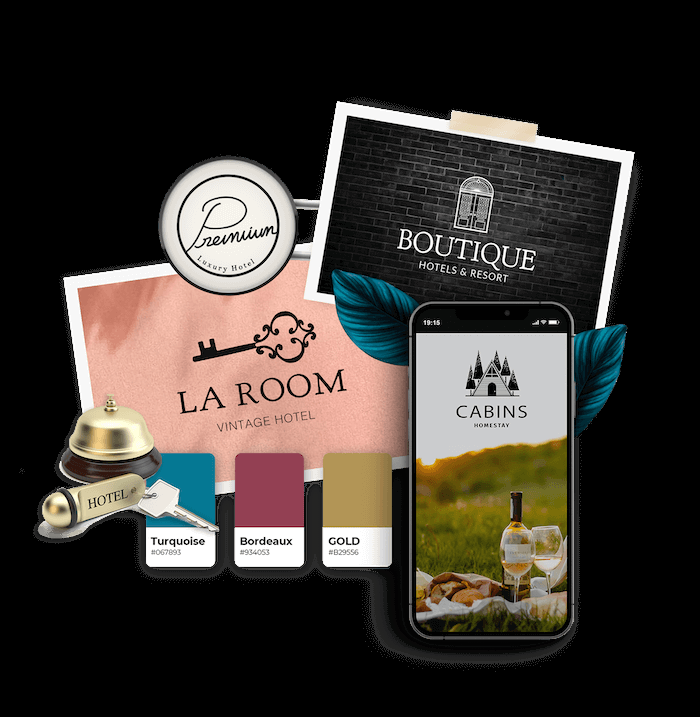 Premium
Luxury Hotel
BOUTIQUE
HOTELS & RESORT
LA ROOM
VINTAGE HOTEL
19:15
CABINS
HOMESTAY
HOTEL
Turquoise
#067893
Bordeaux
#934053
GOLD
#B29556